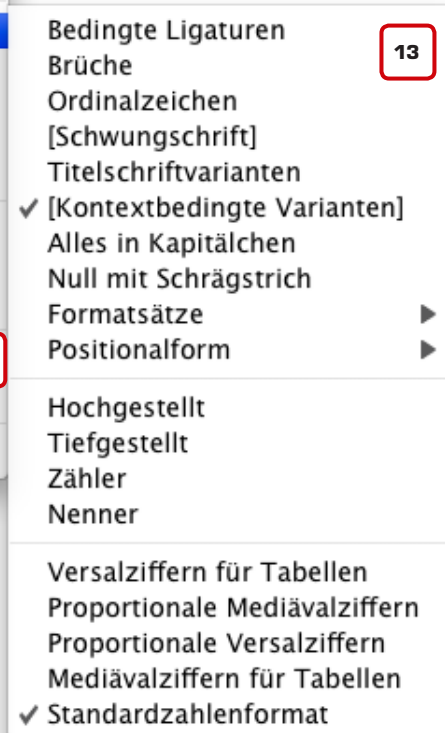 Bedingte Ligaturen
13
Brüche
Ordinalzeichen
[Schwungschrift]
Titelschriftvarianten
✓ [Kontextbedingte Varianten]
Alles in Kapitälchen
Null mit Schrägstrich
Formatsätze
Positionalform
Hochgestellt
Tiefgestellt
Zähler
Nenner
Versalziffern für Tabellen
Proportionale Mediävalziffern
Proportionale Versalziffern
Mediävalziffern für Tabellen
✓ Standardzahlenformat